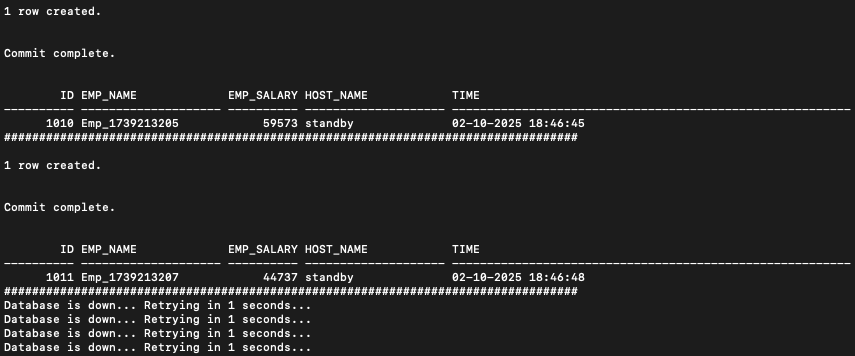 1 row created.
Commit complete.
ID EMP_NAME EMP_SALARY HOST_NAME TIME
---------- -------------------- ---------- -------------------- ---------------------------------------------------------
1010 Emp_1739213205 59573 standby 02-10-2025 18:46:45
##################################################################################
1 row created.
Commit complete.
ID EMP_NAME EMP_SALARY HOST_NAME TIME
---------- -------------------- ---------- -------------------- ---------------------------------------------------------
1011 Emp_1739213207 44737 standby 02-10-2025 18:46:48
##################################################################################
Database is down... Retrying in 1 seconds...
Database is down... Retrying in 1 seconds...
Database is down... Retrying in 1 seconds...
Database is down... Retrying in 1 seconds...